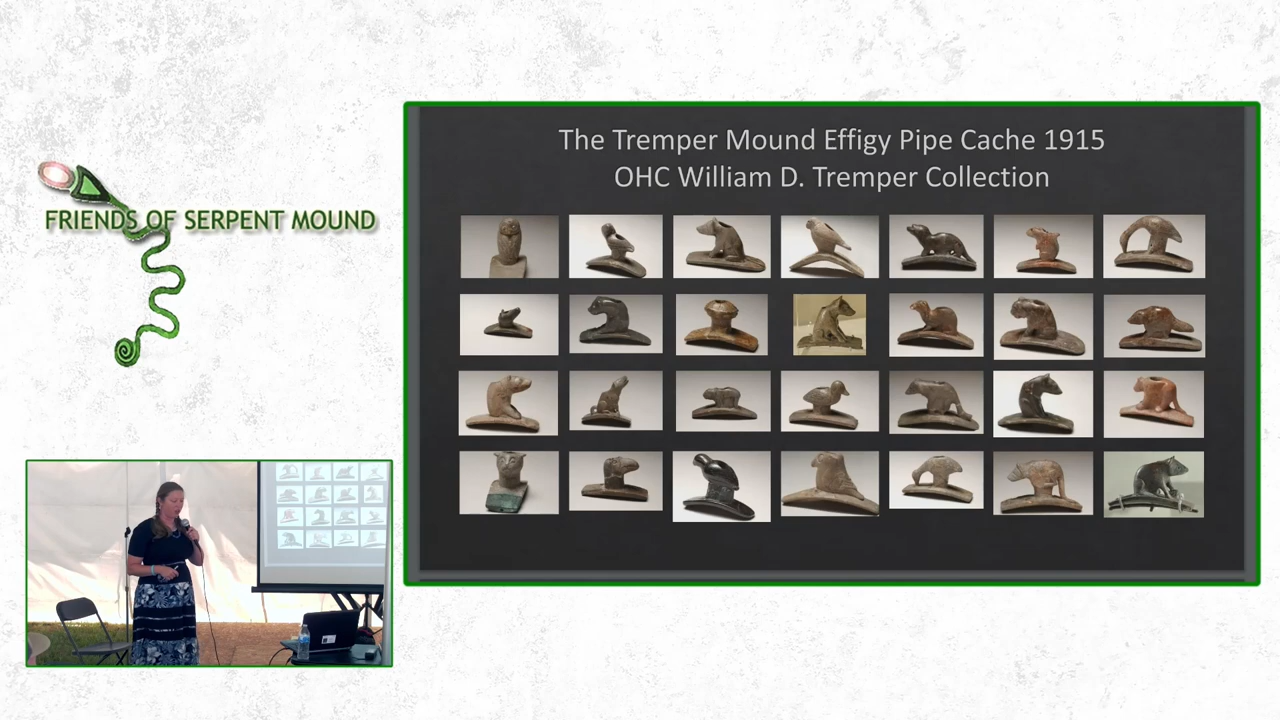 The Tremper Mound Effigy Pipe Cache 1915
OHC William D. Tremper Collection
FRIENDS OF SERPENT MOUND